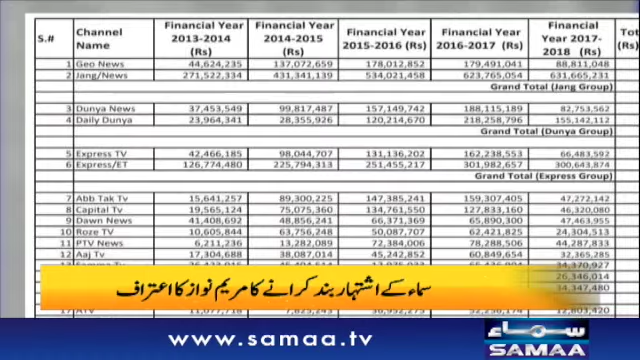 S.# Channel Name Financial Year 2013-2014 (Rs) Financial Year 2014-2015 (Rs) Financial Year 2015-2016 (Rs) Financial Year 2016-2017 (Rs) Financial Year 2017-2018 (Rs) Tot (Rs
1 Geo News 44,624,235 137,072,659 178,012,852 179,491,041 88,811,048
2 Jang/News 271,522,334 431,341,139 534,021,458 623,765,054 631,665,231
Grand Total (Jang Group)
3 Dunya News 37,453,549 99,817,487 157,149,742 188,115,189 82,753,562
4 Daily Dunya 23,964,341 28,355,926 120,214,670 218,258,796 155,142,112
Grand Total (Dunya Group)
5 Express TV 42,466,185 98,044,707 131,136,202 162,238,553 66,483,592
6 Express/ET 126,774,480 225,794,313 251,455,217 301,982,657 300,643,874
Grand Total (Express Group)
7 Abb Tak TV 15,641,257 89,300,225 147,385,241 159,307,405 47,272,142
8 Capital Tv 19,565,124 75,075,360 134,761,550 127,833,160 46,320,080
9 Dawn News 41,408,692 48,856,241 66,371,369 65,890,300 47,463,955
10 Roze TV 10,605,844 63,756,248 50,087,707 62,421,825 24,304,513
11 PTV News 6,211,236 13,282,089 72,384,006 78,288,506 44,287,833
12 Aaj Tv 17,304,688 38,087,014 45,242,852 60,849,654 32,365,285
34,370,927
26,346,014
34,347,480
سماء کے اشتہار بند کرانے کا مریم نواز کا اعتراف
12,803,420
www.samaa.tv
سماء
SAMAA